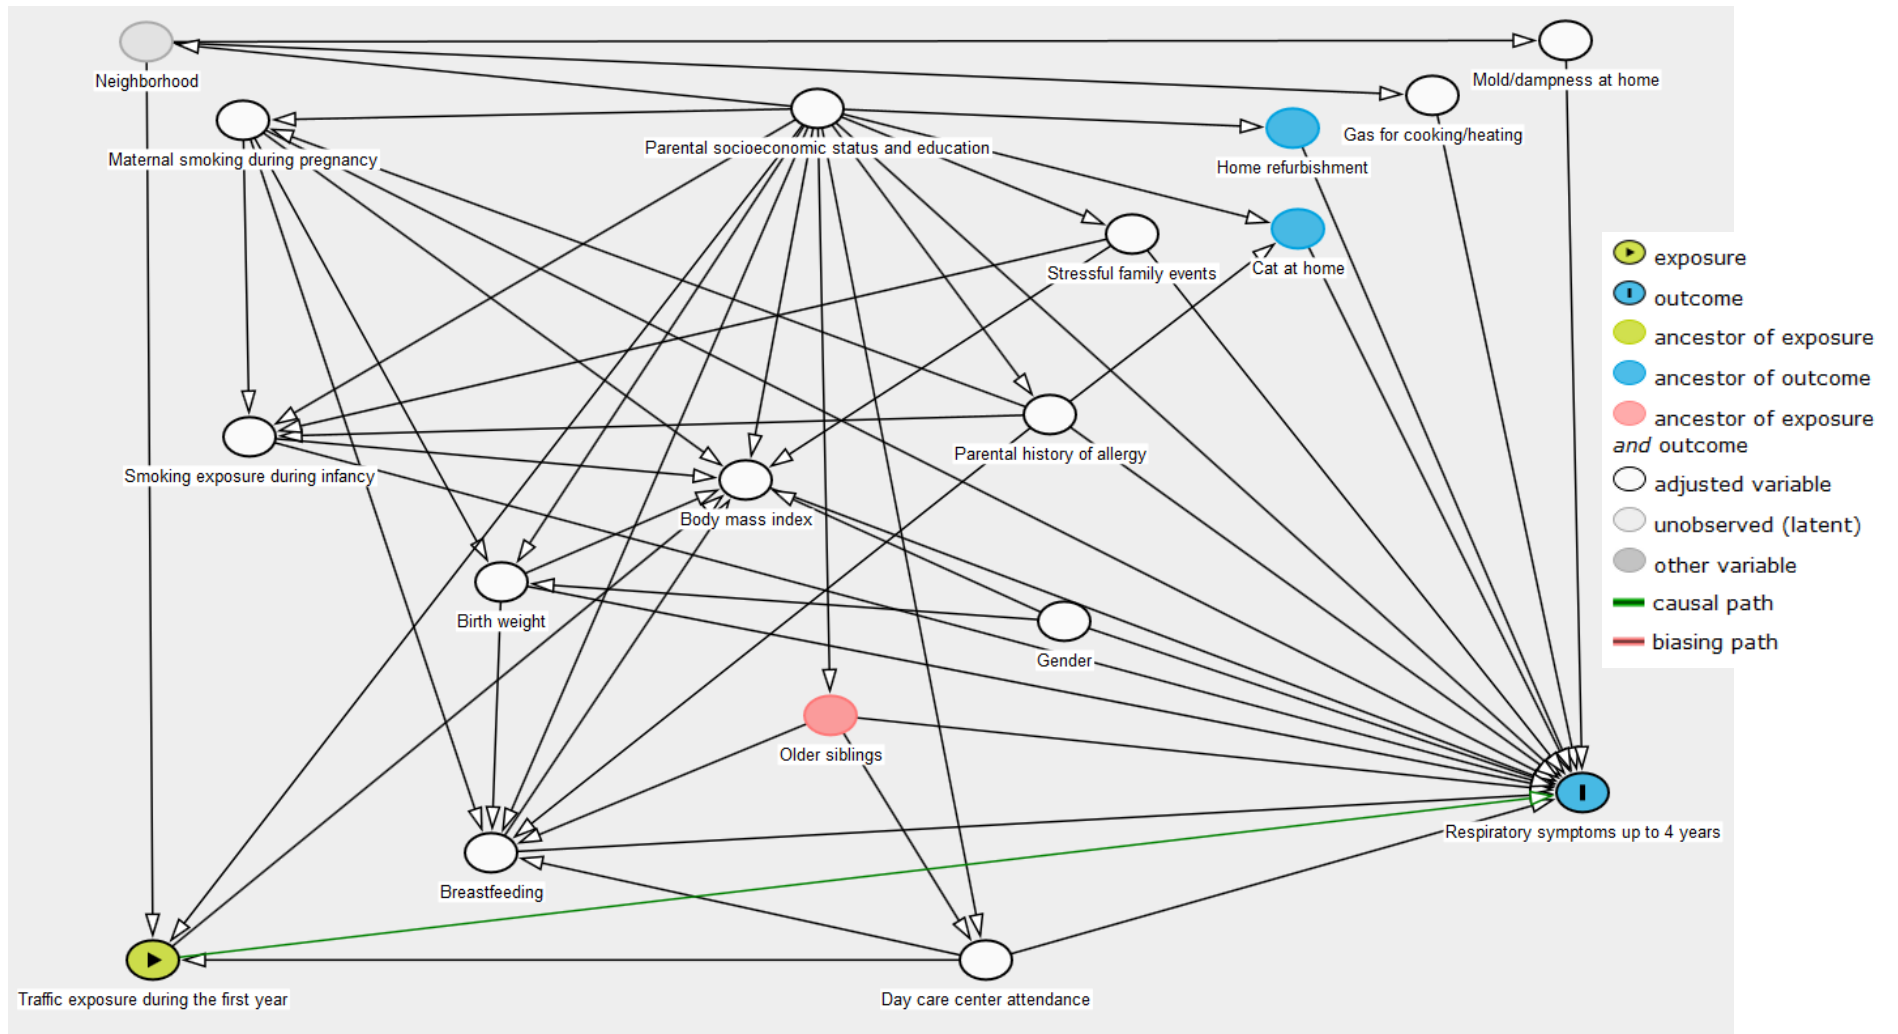 Neighborhood
Mold/dampness at home
Gas for cooking/heating
Parental socioeconomic status and education
Maternal smoking during pregnancy
Home refurbishment
Stressful family events
Cat at home
exposure
outcome
ancestor of exposure
ancestor of outcome
ancestor of exposure
and outcome
adjusted variable
unobserved (latent)
other variable
causal path
biasing path
Parental history of allergy
Smoking exposure during infancy
Body mass index
Birth weight
Gender
Older siblings
Respiratory symptoms up to 4 years
Breastfeeding
Traffic exposure during the first year
Day care center attendance